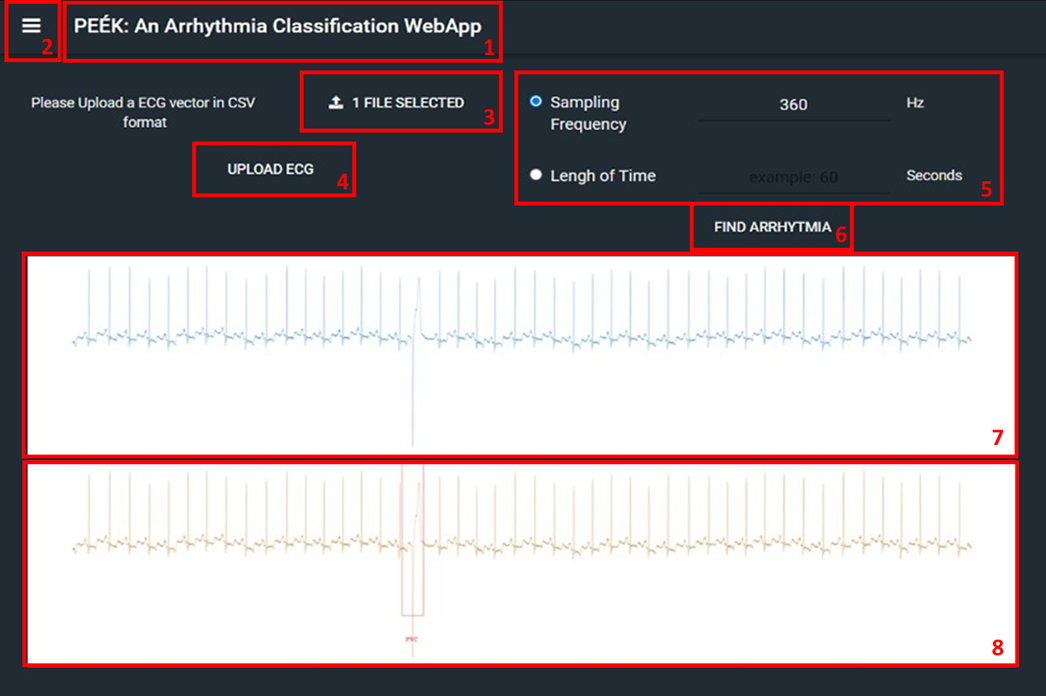 PEÉK: An Arrhythmia Classification WebApp
1
2
Please Upload a ECG vector in CSV
format
1 FILE SELECTED
3
UPLOAD ECG
4
Sampling
Frequency
360
Hz
Lengh of Time
example: 60
Seconds
5
FIND ARRHYTMIA
6
7
PVC
8